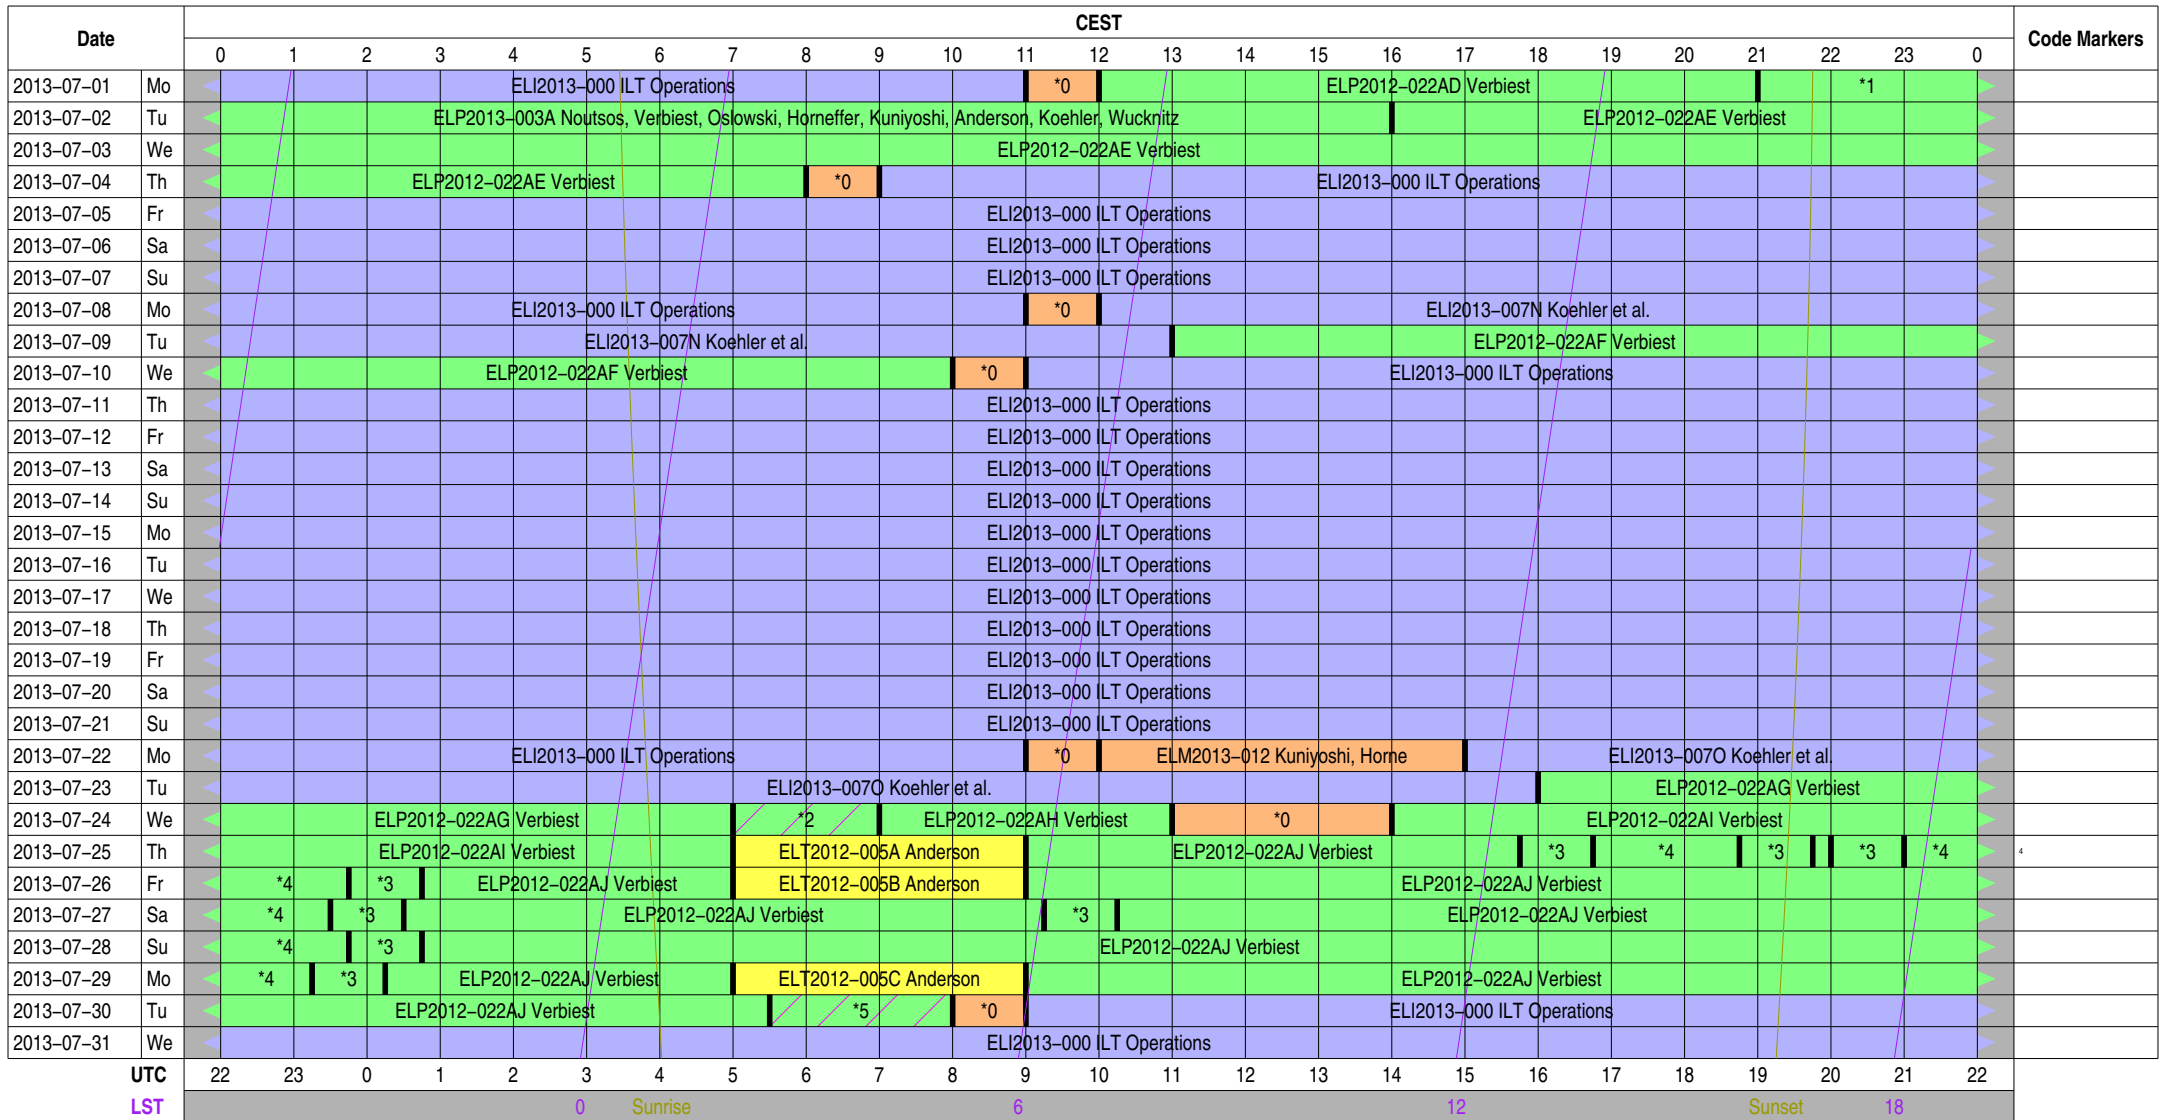 CEST
Date
Code Markers
0 1 2 3 4 5 6 7 8 9 10 11 12 13 14 15 16 17 18 19 20 21 22 23 0
2013-07-01 Mo ELI2013-000 ILT Operations *0 ELP2012-022AD Verbiest *1
2013-07-02 Tu ELP2013-003A Noutsos, Verbiest, Oslowski, Horneffer, Kuniyoshi, Anderson, Koehler, Wucknitz ELP2012-022AE Verbiest
2013-07-03 We ELP2012-022AE Verbiest
2013-07-04 Th ELP2012-022AE Verbiest *0 ELI2013-000 ILT Operations
2013-07-05 Fr ELI2013-000 ILT Operations
2013-07-06 Sa ELI2013-000 ILT Operations
2013-07-07 Su ELI2013-000 ILT Operations
2013-07-08 Mo ELI2013-000 ILT Operations *0 ELI2013-007N Koehler et al.
2013-07-09 Tu ELI2013-007N Koehler et al. ELP2012-022AF Verbiest
2013-07-10 We ELP2012-022AF Verbiest *0 ELI2013-000 ILT Operations
2013-07-11 Th ELI2013-000 ILT Operations
2013-07-12 Fr ELI2013-000 ILT Operations
2013-07-13 Sa ELI2013-000 ILT Operations
2013-07-14 Su ELI2013-000 ILT Operations
2013-07-15 Mo ELI2013-000 ILT Operations
2013-07-16 Tu ELI2013-000 ILT Operations
2013-07-17 We ELI2013-000 ILT Operations
2013-07-18 Th ELI2013-000 ILT Operations
2013-07-19 Fr ELI2013-000 ILT Operations
2013-07-20 Sa ELI2013-000 ILT Operations
2013-07-21 Su ELI2013-000 ILT Operations
2013-07-22 Mo ELI2013-000 ILT Operations *0 ELM2013-012 Kuniyoshi, Horne ELI2013-007O Koehler et al.
2013-07-23 Tu ELI2013-007O Koehler et al. ELP2012-022AG Verbiest
2013-07-24 We ELP2012-022AG Verbiest *2 ELP2012-022AH Verbiest *0 ELP2012-022AI Verbiest
2013-07-25 Th ELP2012-022AI Verbiest ELT2012-005A Anderson ELP2012-022AJ Verbiest *3 *4 *3 *3 *4 4
2013-07-26 Fr *4 *3 ELP2012-022AJ Verbiest ELT2012-005B Anderson ELP2012-022AJ Verbiest
2013-07-27 Sa *4 *3 ELP2012-022AJ Verbiest *3 ELP2012-022AJ Verbiest
2013-07-28 Su *4 *3 ELP2012-022AJ Verbiest
2013-07-29 Mo *4 *3 ELP2012-022AJ Verbiest ELT2012-005C Anderson ELP2012-022AJ Verbiest
2013-07-30 Tu ELP2012-022AJ Verbiest *5 *0 ELI2013-000 ILT Operations
2013-07-31 We ELI2013-000 ILT Operations
UTC 22 23 0 1 2 3 4 5 6 7 8 9 10 11 12 13 14 15 16 17 18 19 20 21 22
LST 0 Sunrise 6 12 Sunset 18